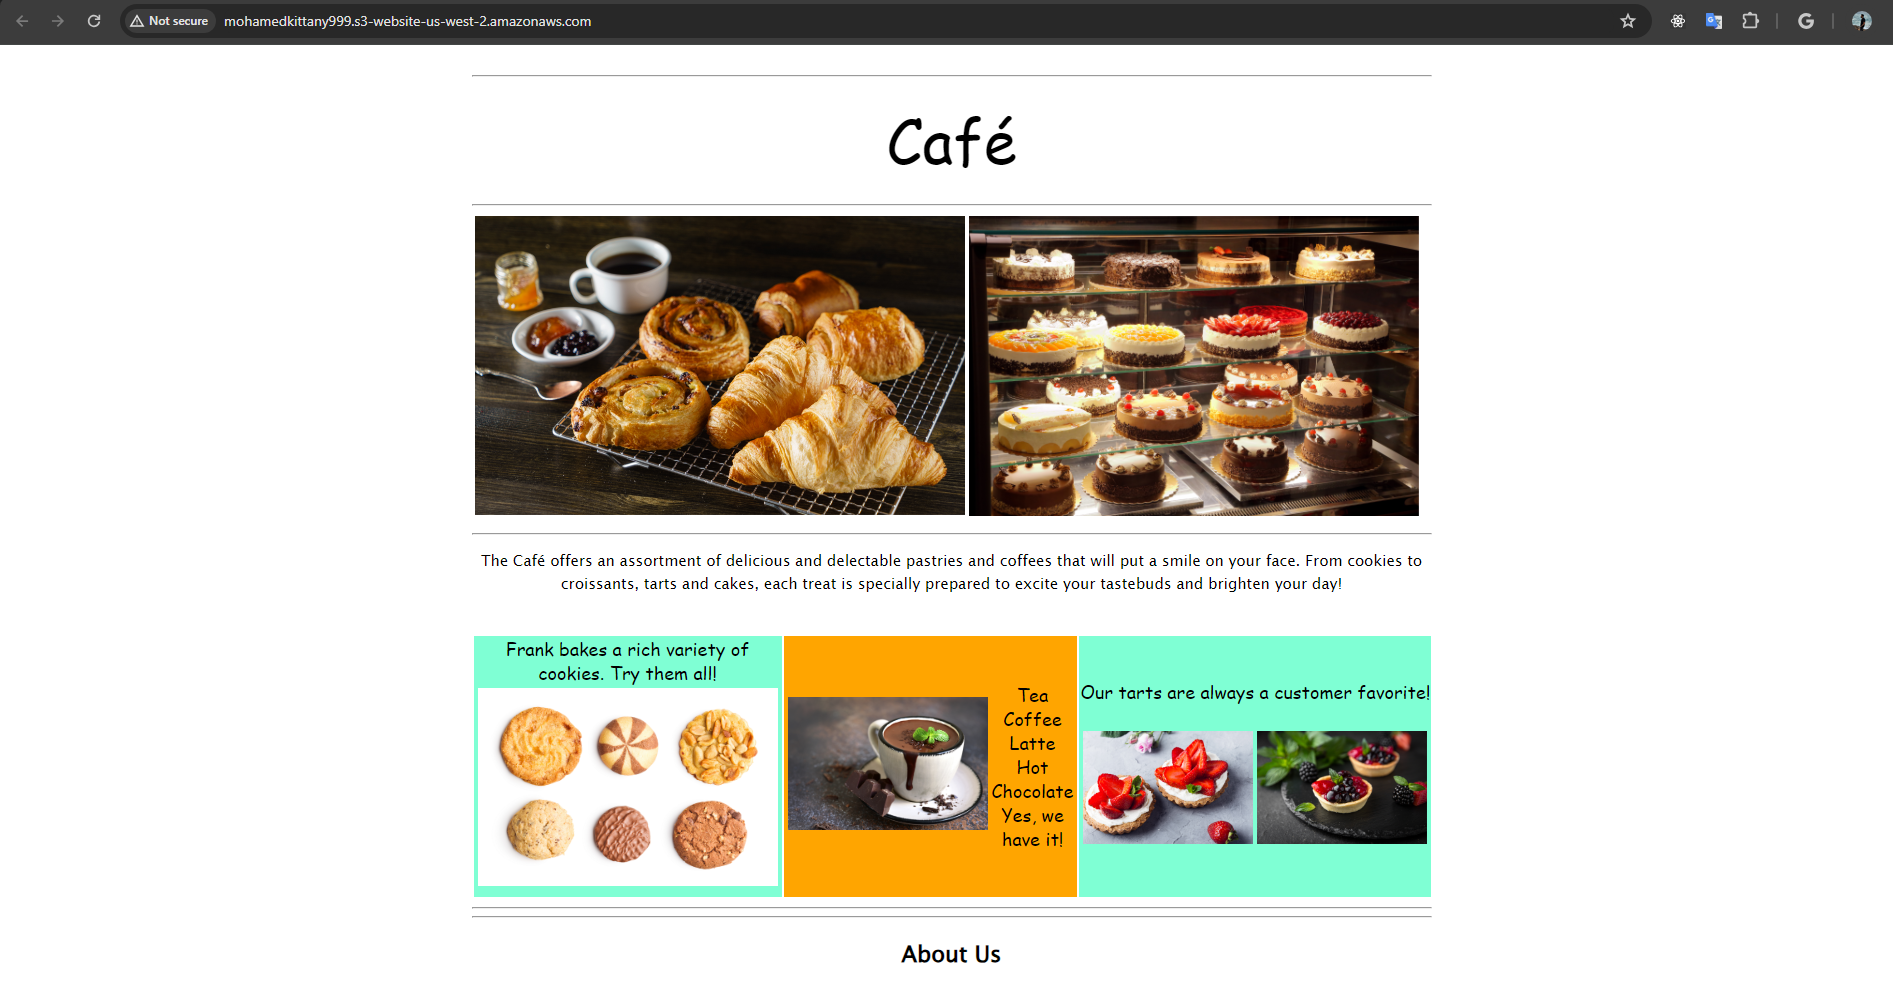 Not secure mohamedkittany999.s3-website-us-west-2.amazonaws.com
Café
The Café offers an assortment of delicious and delectable pastries and coffees that will put a smile on your face. From cookies to
croissants, tarts and cakes, each treat is specially prepared to excite your tastebuds and brighten your day!
Frank bakes a rich variety of
cookies. Try them all!
Tea
Coffee
Latte
Hot
Chocolate
Yes, we
have it!
Our tarts are always a customer favorite!
About Us